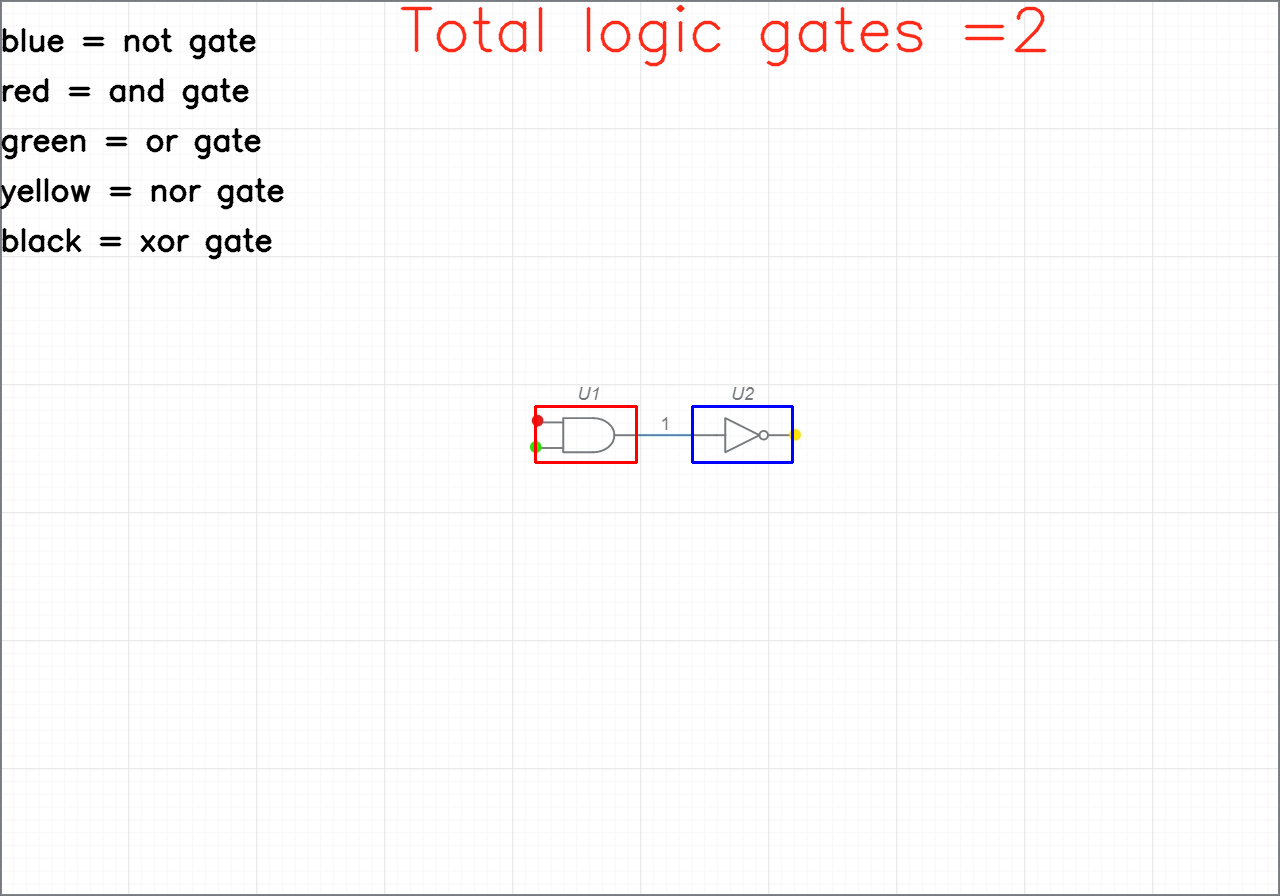 Total logic gates =2
blue = not gate
red = and gate
green = or gate
yellow = nor gate
black = xor gate
U1
U2
1